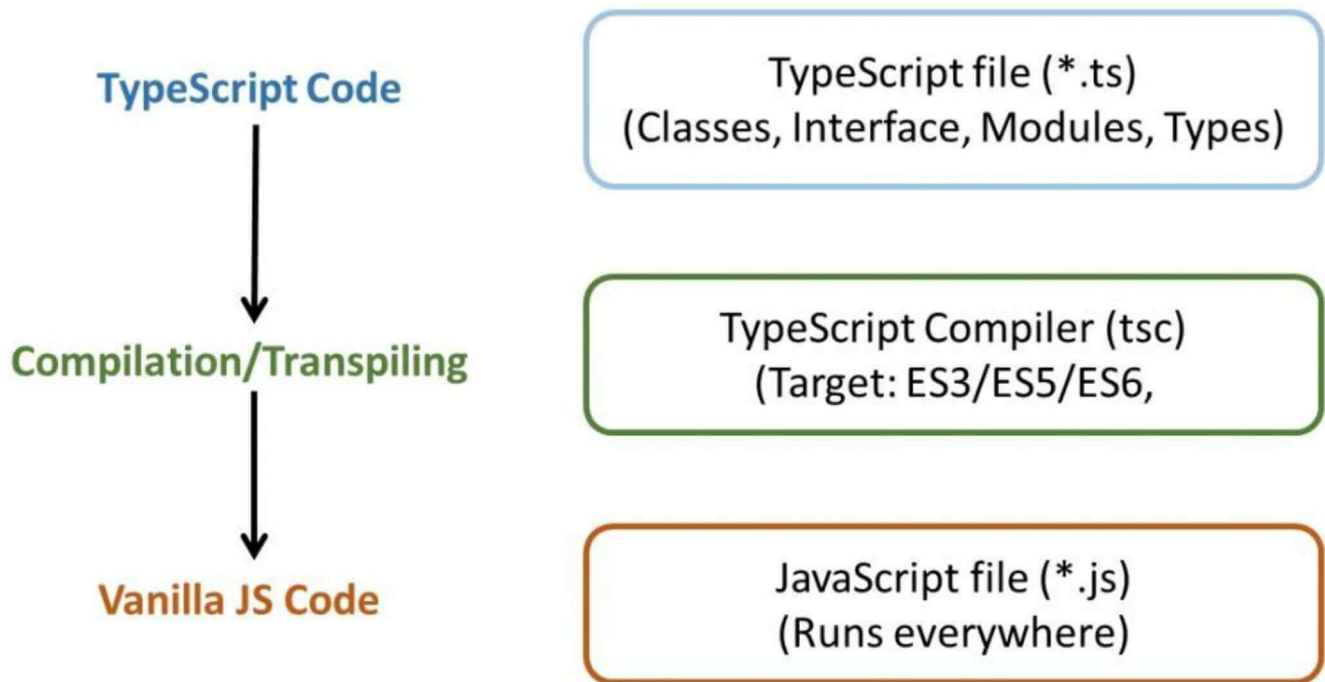 TypeScript Code
TypeScript file (*.ts)
(Classes, Interface, Modules, Types)
Compilation/Transpiling
TypeScript Compiler (tsc)
(Target: ES3/ES5/ES6,
Vanilla JS Code
JavaScript file (*.js)
(Runs everywhere)